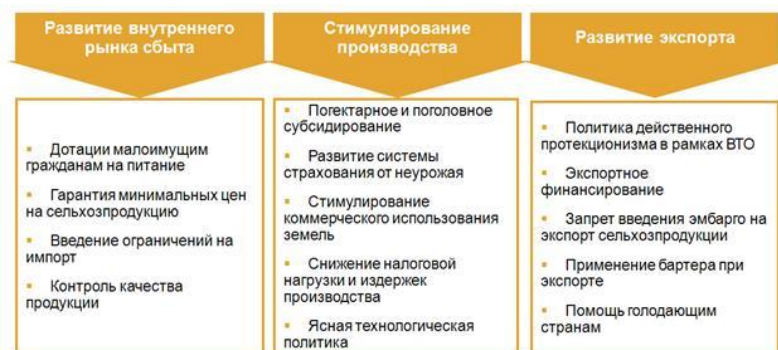 Развитие внутреннего
рынка сбыта
Дотации малоимущим
гражданам на питание
Гарантия минимальных цен
на сельхозпродукцию
Введение ограничений на
импорт
Контроль качества
продукции
Стимулирование
производства
Погектарное и поголовное
субсидирование
Развитие системы
страхования от неурожая
Стимулирование
коммерческого использования
земель
Снижение налоговой
нагрузки и издержек
производства
Ясная технологическая
политика
Развитие экспорта
Политика действенного
протекционизма в рамках ВТО
Экспортное
финансирование
Запрет введения эмбарго на
экспорт сельхозпродукции
Применение бартера при
экспорте
Помощь голодающим
странам